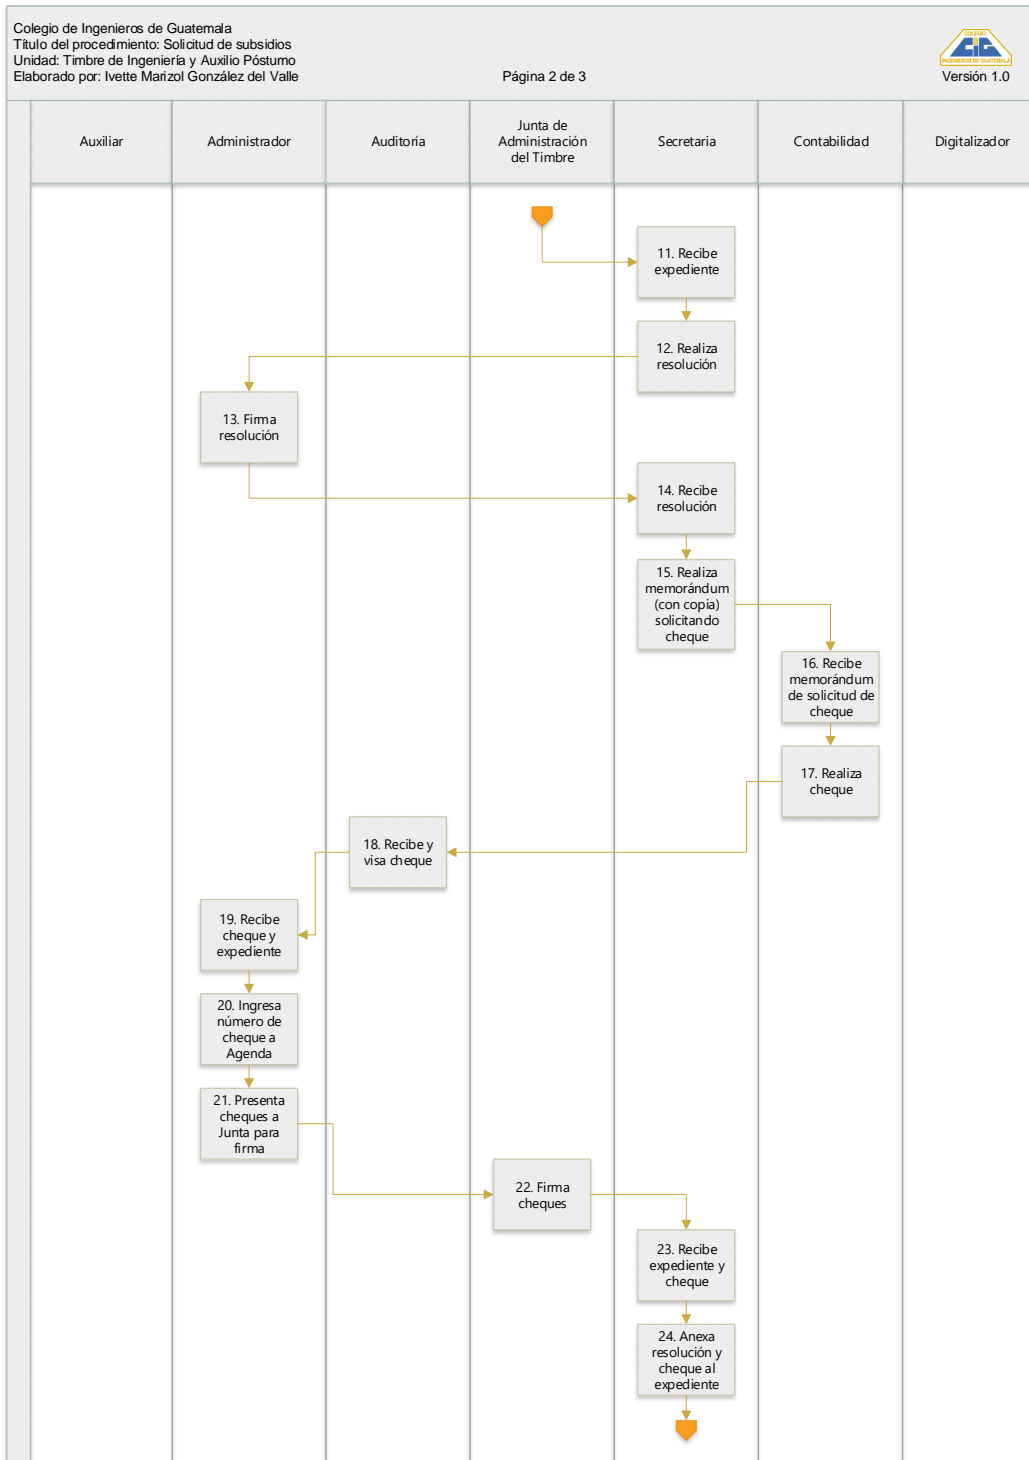 Colegio de Ingenieros de Guatemala
Título del procedimiento: Solicitud de subsidios
Unidad: Timbre de Ingeniería y Auxilio Póstumo
Elaborado por: Ivette Marizol González del Valle
Página 2 de 3
COLEGIO
CIG
INGENIEROS DE GUATEMALA
Versión 1.0
Auxiliar
Administrador
Auditoría
Junta de
Administración
del Timbre
Secretaria
Contabilidad
Digitalizador
11. Recibe
expediente
12. Realiza
resolución
13. Firma
resolución
14. Recibe
resolución
15. Realiza
memorándum
(con copia)
solicitando
cheque
16. Recibe
memorándum
de solicitud de
cheque
17. Realiza
cheque
18. Recibe y
visa cheque
19. Recibe
cheque y
expediente
20. Ingresa
número de
cheque a
Agenda
21. Presenta
cheques a
Junta para
firma
22. Firma
cheques
23. Recibe
expediente y
cheque
24. Anexa
resolución y
cheque al
expediente